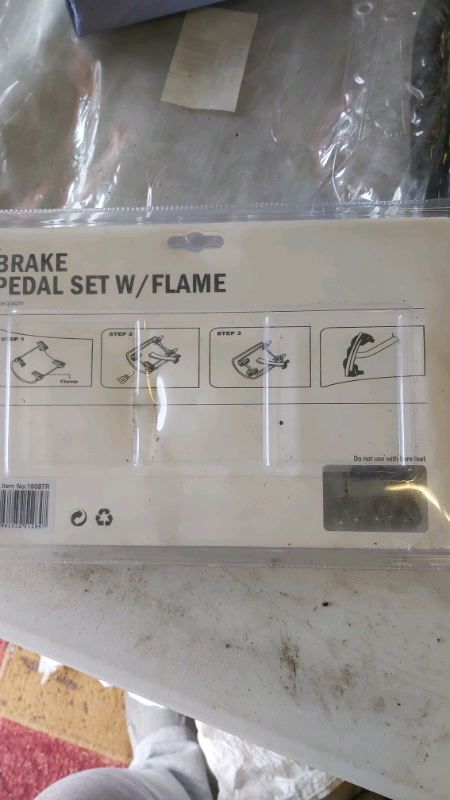 BRAKE
PEDAL SET W/FLAME
STEP 1
STEP 2
STEP 3
Clamp
Do not use with bare feet
Item No:15087R